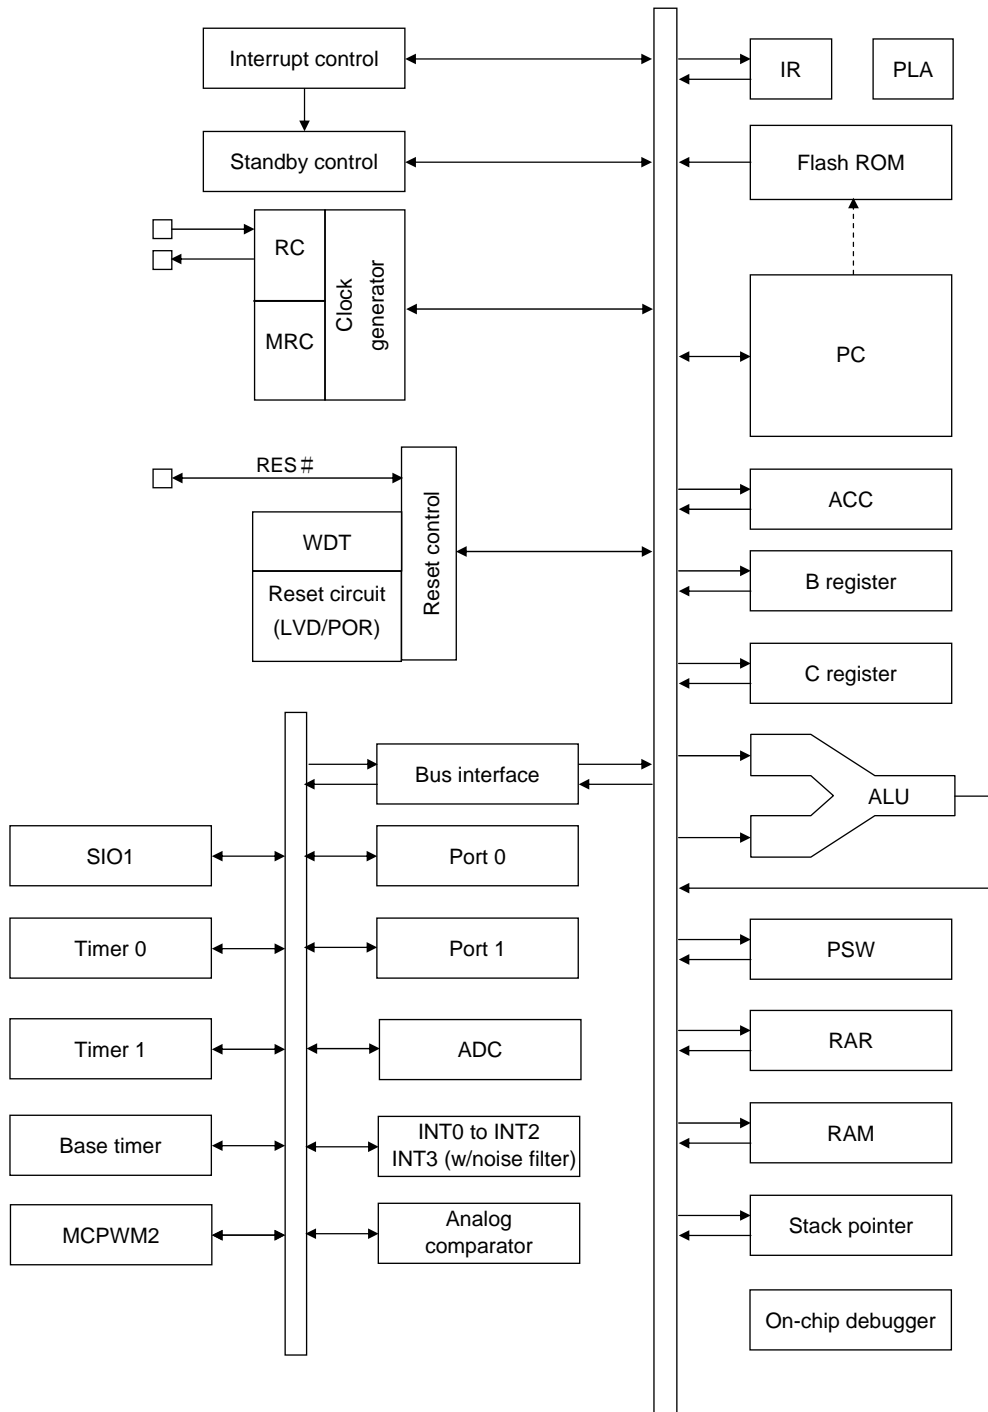 Interrupt control
IR
PLA
Standby control
Flash ROM
RC
MRC
Clock
generator
PC
RES#
WDT
Reset circuit
(LVD/POR)
Reset control
ACC
B register
C register
Bus interface
ALU
SIO1
Port 0
Timer 0
Port 1
PSW
Timer 1
ADC
RAR
Base timer
INT0 to INT2
INT3 (w/noise filter)
RAM
MCPWM2
Analog
comparator
Stack pointer
On-chip debugger